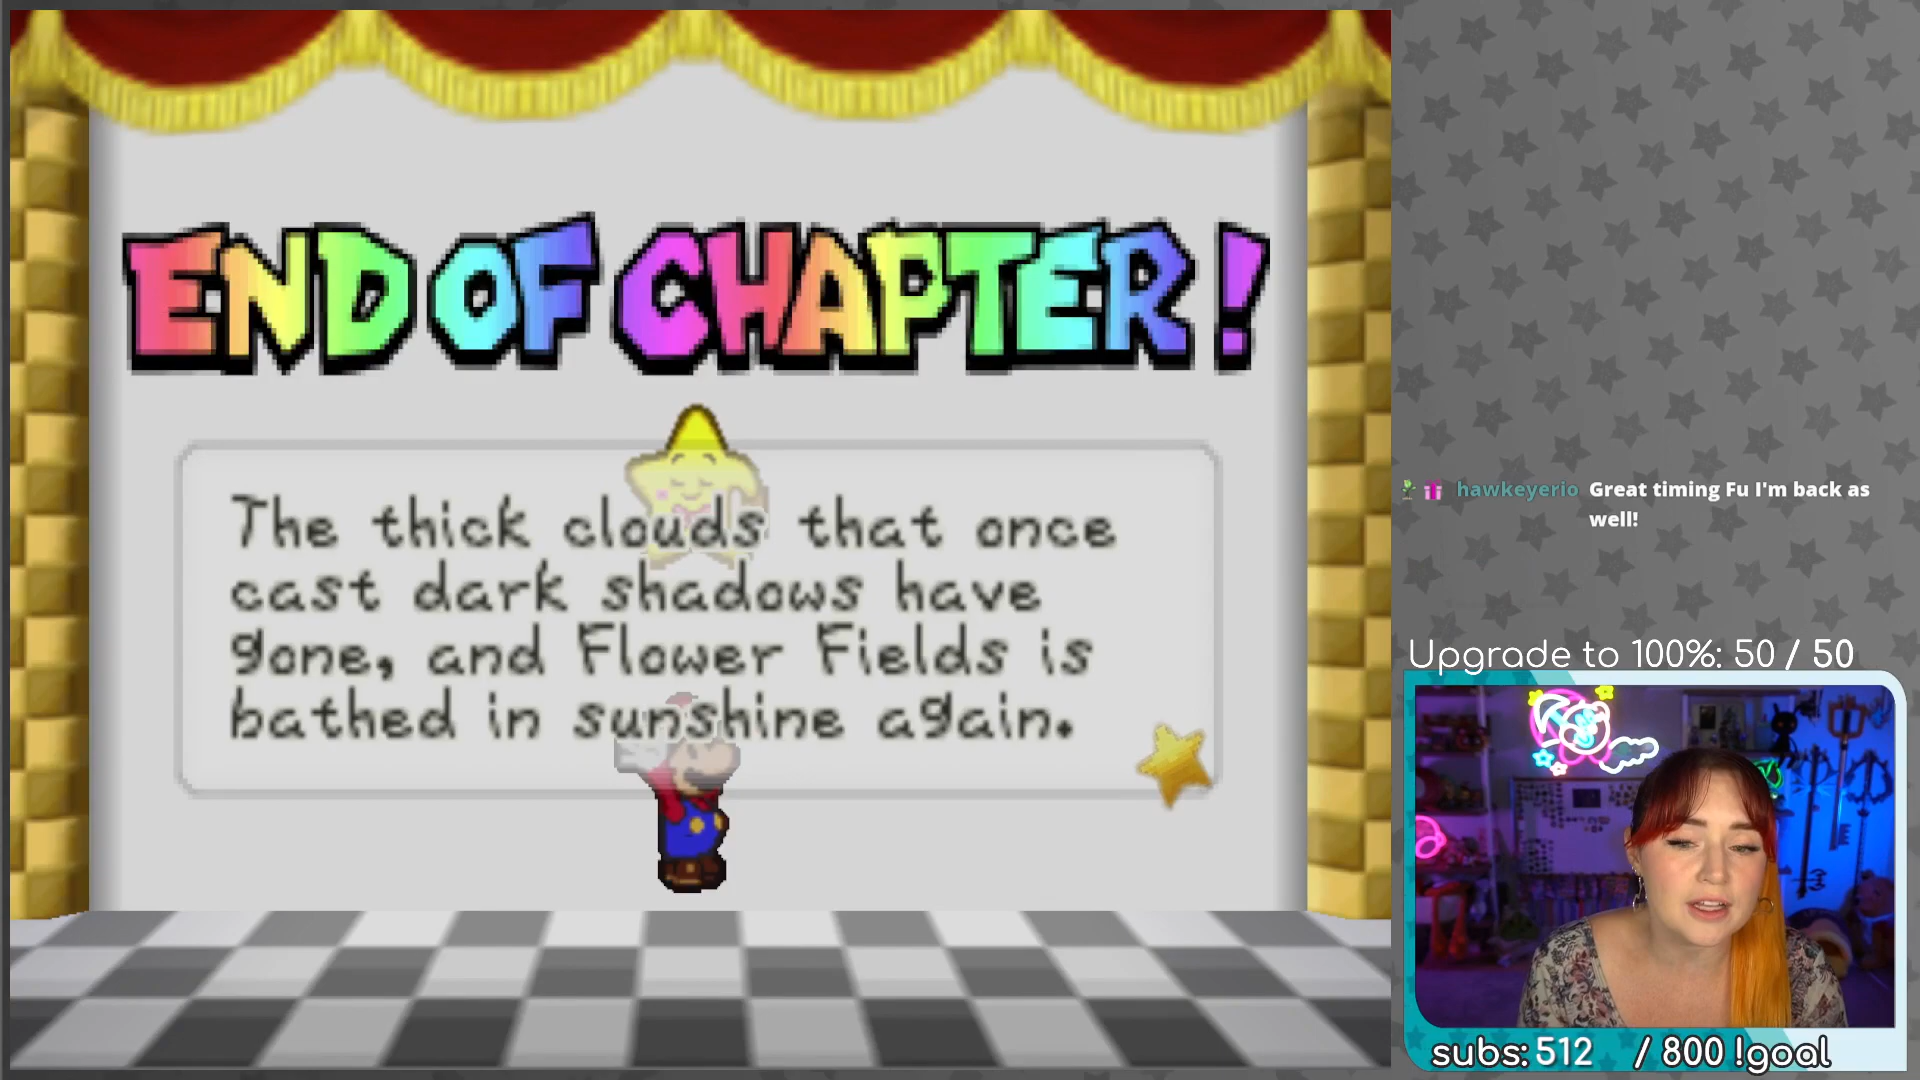 END OF CHAPTER!
The thick clouds that once
cast dark shadows have
gone, and Flower Fields is
bathed in sunshine again.
hawkeyerio Great timing Fu I'm back as
well!
Upgrade to 100%: 50 / 50
subs: 512 / 800 !goal